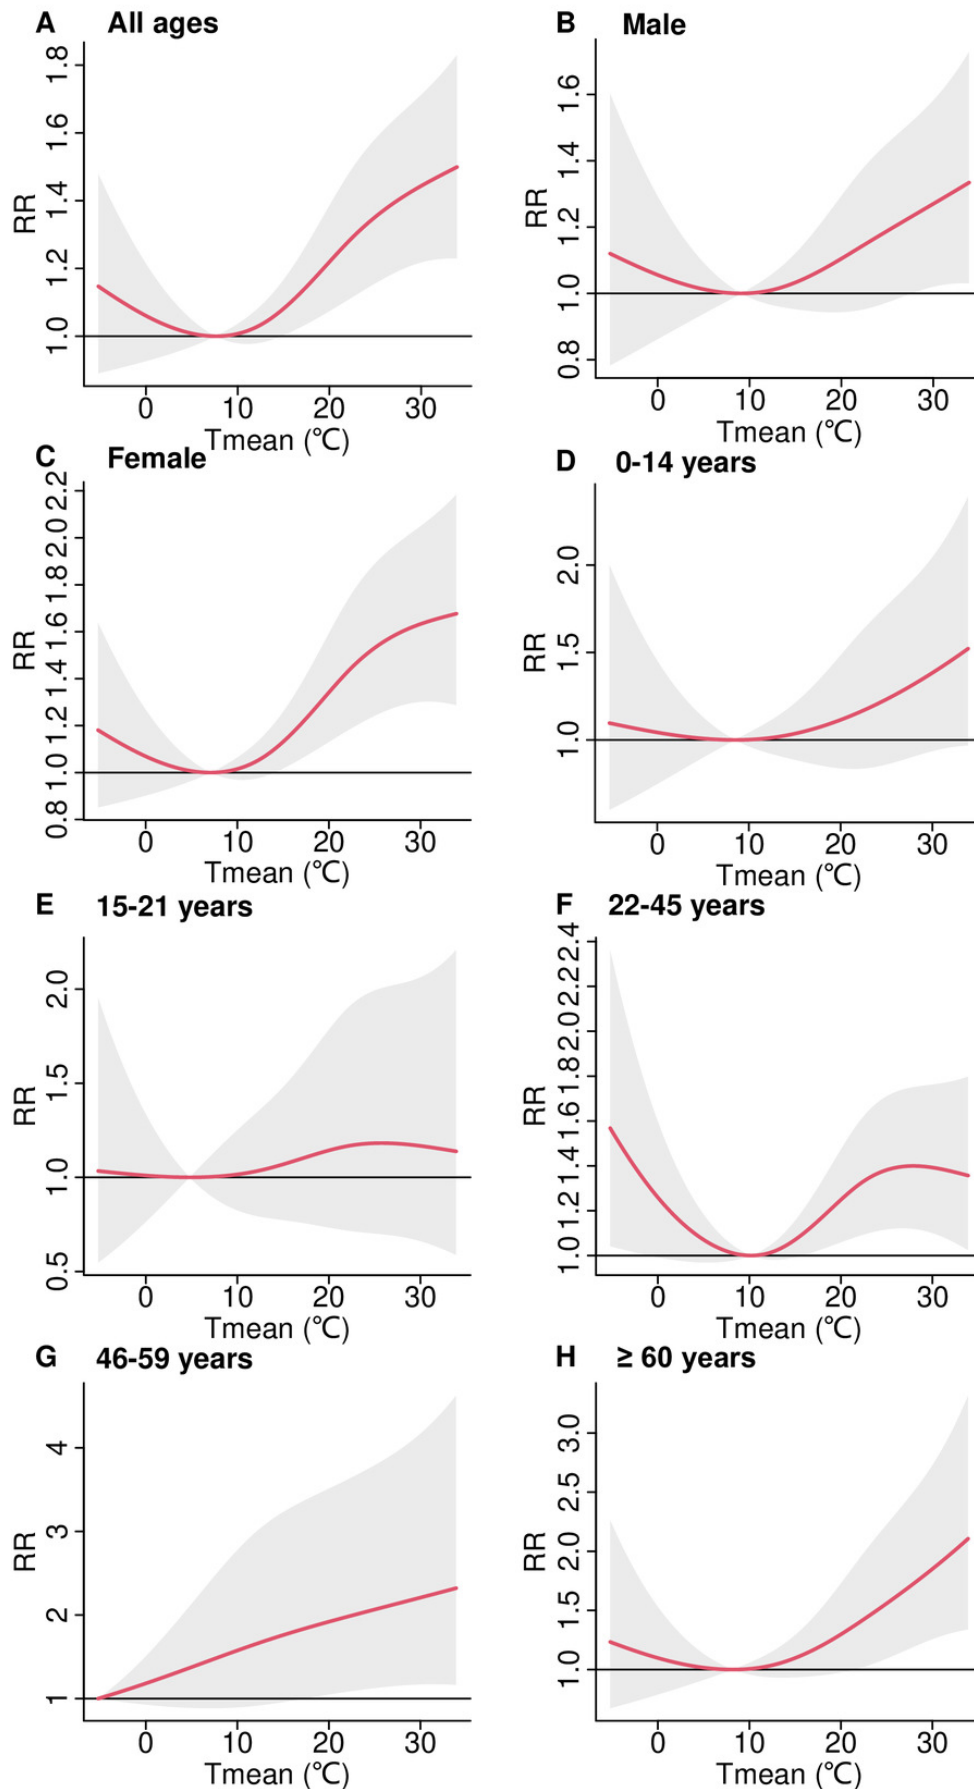 A All ages
1.0 1.2 1.4 1.6 1.8
RR
0 10 20 30
Tmean (℃)
B Male
0.8 1.0 1.2 1.4 1.6
RR
0 10 20 30
Tmean (℃)
C Female
0.8 1.0 1.2 1.4 1.6 1.8 2.0 2.2
RR
0 10 20 30
Tmean (℃)
D 0-14 years
1.0 1.5 2.0
RR
0 10 20 30
Tmean (℃)
E 15-21 years
0.5 1.0 1.5 2.0
RR
0 10 20 30
Tmean (℃)
F 22-45 years
1.0 1.2 1.4 1.6 1.8 2.0 2.2 2.4
RR
0 10 20 30
Tmean (℃)
G 46-59 years
1 2 3 4
RR
0 10 20 30
Tmean (℃)
H ≥ 60 years
1.0 1.5 2.0 2.5 3.0
RR
0 10 20 30
Tmean (℃)